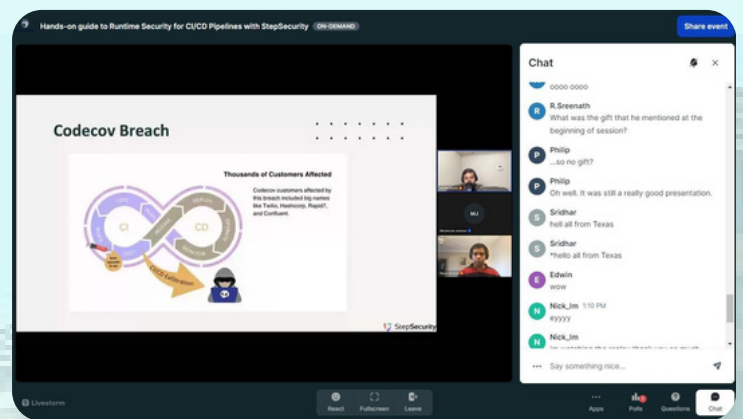 Hands-on guide to Runtime Security for CI/CD Pipelines with StepSecurity ON-DEMAND
Share event
Codecov Breach
Thousands of Customers Affected
Codecov customers affected by
this breach included big names
like Twilio, Hashicorp, Rapid7,
and Confluent.
CI
CD
CI/CD Exfiltration
StepSecurity
MJ
Chat
oooo oooo
R
R.Sreenath
What was the gift that he mentioned at the
beginning of session?
P
Philip
...so no gift?
P
Philip
Oh well. It was still a really good presentation.
S
Sridhar
hell all from Texas
S
Sridhar
*hello all from Texas
E
Edwin
wow
N
Nick_lm 1:10 PM
eyyyy
N
Nick_lm
Say something nice...
Livestorm
React
Fullscreen
Leave
Apps
Polls
Questions
Chat